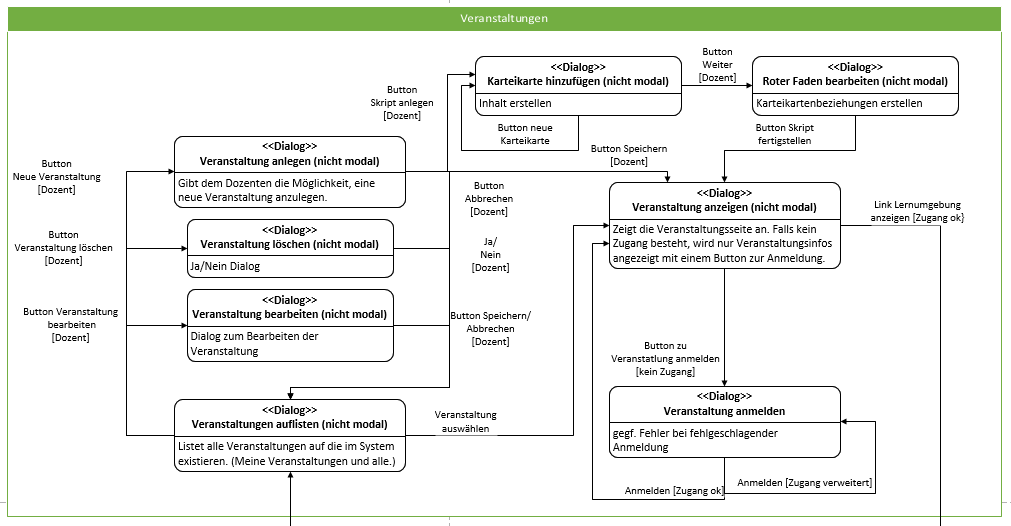 Veranstaltungen
<<Dialog>>
Karteikarte hinzufügen (nicht modal)
Inhalt erstellen
Button
Weiter
[Dozent]
<<Dialog>>
Roter Faden bearbeiten (nicht modal)
Karteikartenbeziehungen erstellen
Button
Skript anlegen
[Dozent]
Button neue
Karteikarte
Button Skript
fertigstellen
Button Speichern
[Dozent]
Button
Neue Veranstaltung
[Dozent]
<<Dialog>>
Veranstaltung anlegen (nicht modal)
Gibt dem Dozenten die Möglichkeit, eine
neue Veranstaltung anzulegen.
Button
Abbrechen
[Dozent]
<<Dialog>>
Veranstaltung anzeigen (nicht modal)
Zeigt die Veranstaltungsseite an. Falls kein
Zugang besteht, wird nur Veranstaltungsinfos
angezeigt mit einem Button zur Anmeldung.
Link Lernumgebung
anzeigen [Zugang ok}
Button
Veranstaltung löschen
[Dozent]
<<Dialog>>
Veranstaltung löschen (nicht modal)
Ja/Nein Dialog
Ja/
Nein
[Dozent]
Button Veranstaltung
bearbeiten
[Dozent]
<<Dialog>>
Veranstaltung bearbeiten (nicht modal)
Dialog zum Bearbeiten der
Veranstaltung
Button Speichern/
Abbrechen
[Dozent]
Button zu
Veranstatlung anmelden
[kein Zugang]
<<Dialog>>
Veranstaltungen auflisten (nicht modal)
Listet alle Veranstaltungen auf die im System
existieren. (Meine Veranstaltungen und alle.)
Veranstaltung
auswählen
<<Dialog>>
Veranstaltung anmelden
gegf. Fehler bei fehlgeschlagender
Anmeldung
Anmelden [Zugang ok]
Anmelden [Zugang verweitert]